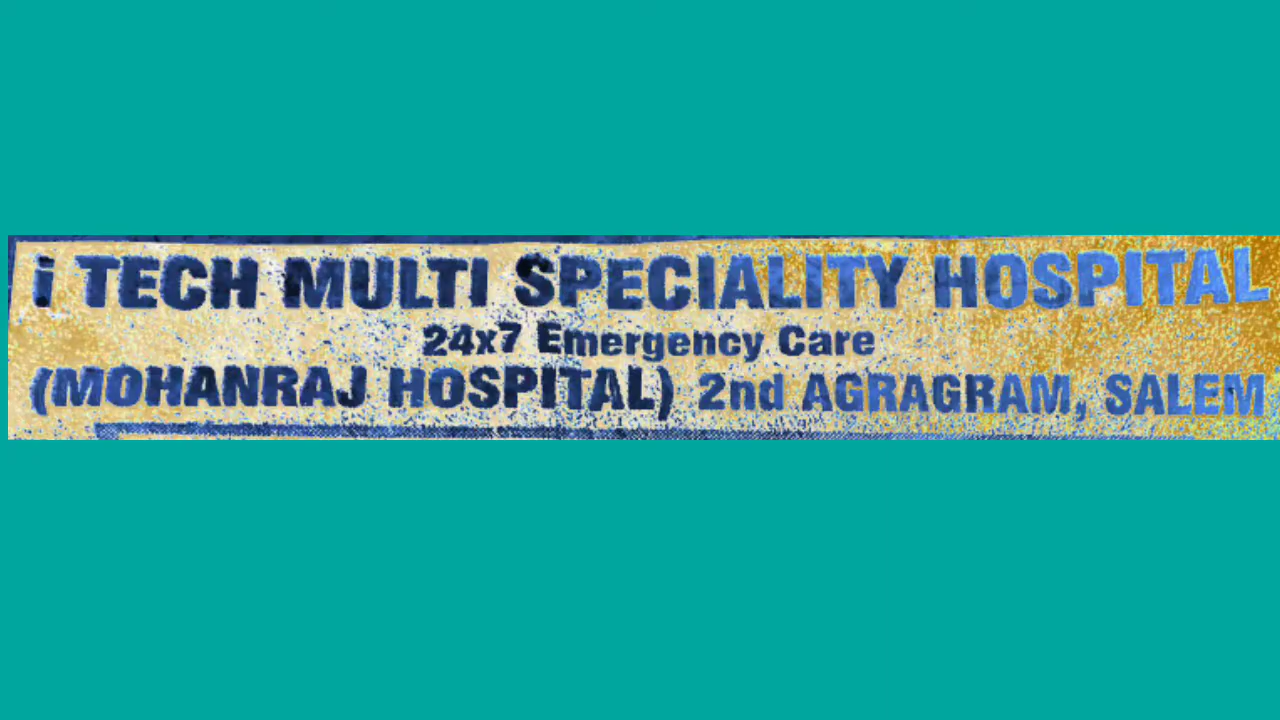 i TECH MULTI SPECIALITY HOSPITAL
24x7 Emergency Care
(MOHANRAJ HOSPITAL) 2nd AGRAGRAM, SALEM